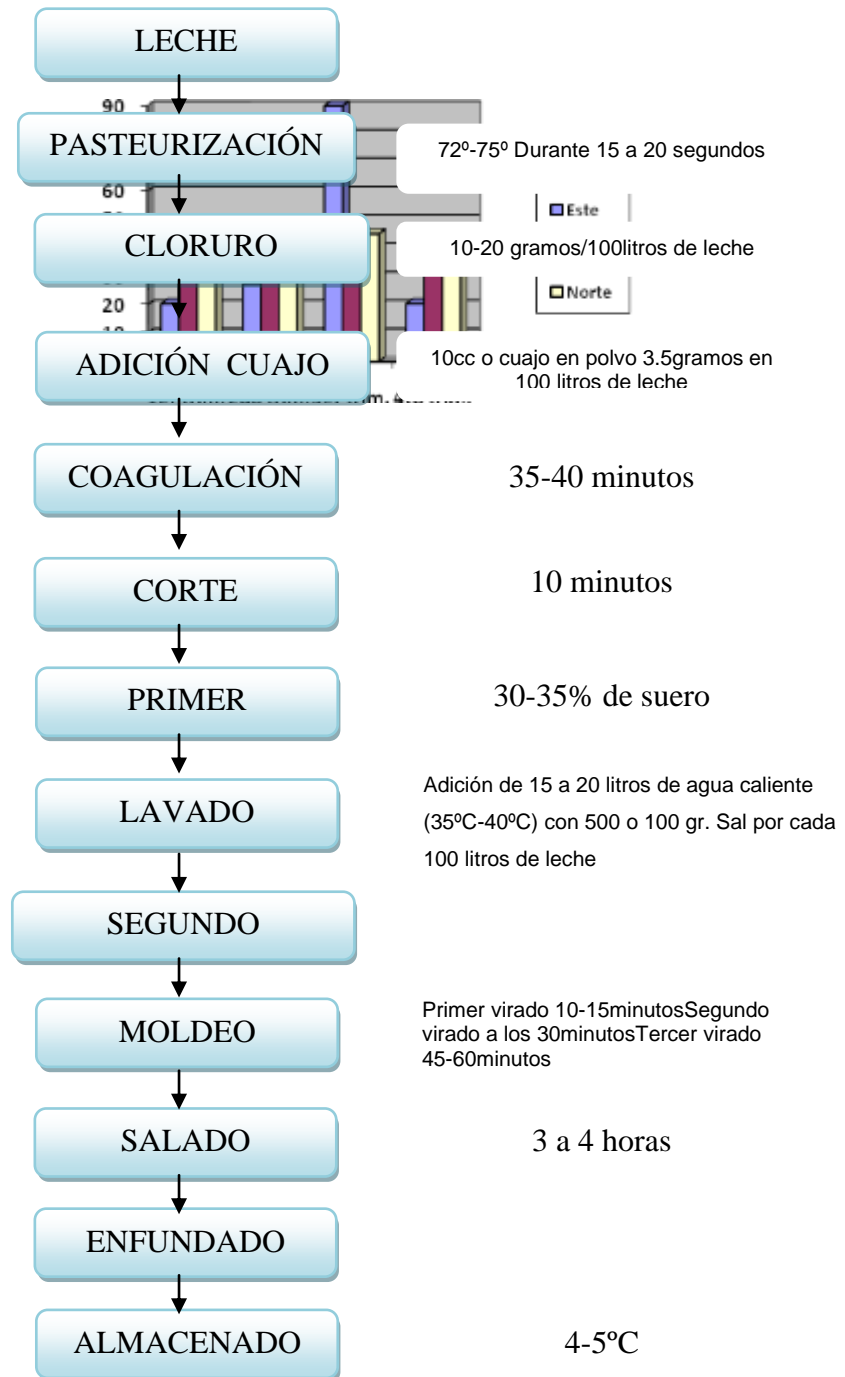 LECHE
90
PASTEURIZACIÓN
72º-75º Durante 15 a 20 segundos
60
Este
CLORURO
10-20 gramos/100litros de leche
20
Norte
ADICIÓN CUAJO
10cc o cuajo en polvo 3.5gramos en
100 litros de leche
COAGULACIÓN
35-40 minutos
CORTE
10 minutos
PRIMER
30-35% de suero
LAVADO
Adición de 15 a 20 litros de agua caliente
(35ºC-40ºC) con 500 o 100 gr. Sal por cada
100 litros de leche
SEGUNDO
MOLDEO
Primer virado 10-15minutosSegundo
virado a los 30minutosTercer virado
45-60minutos
SALADO
3 a 4 horas
ENFUNDADO
ALMACENADO
4-5ºC